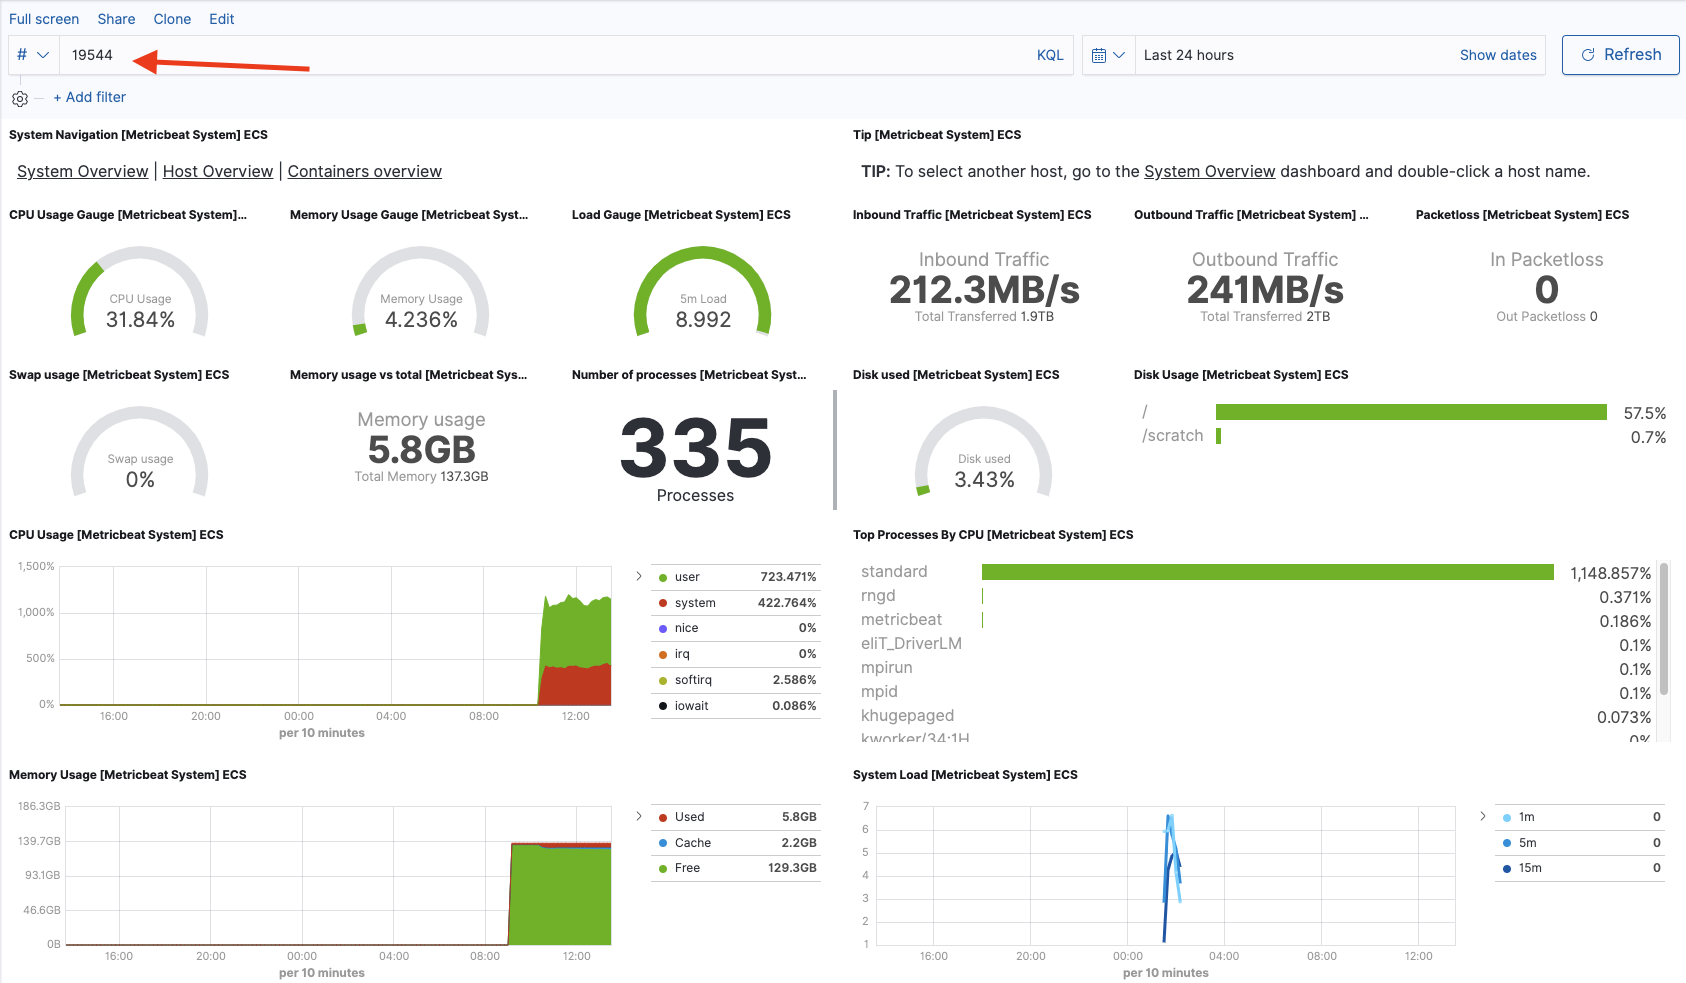 Full screen Share Clone Edit
# 19544 KQL Last 24 hours Show dates Refresh
+ Add filter
System Navigation [Metricbeat System] ECS
System Overview | Host Overview | Containers overview
Tip [Metricbeat System] ECS
TIP: To select another host, go to the System Overview dashboard and double-click a host name.
CPU Usage Gauge [Metricbeat System]...
CPU Usage
31.84%
Memory Usage Gauge [Metricbeat Syst...
Memory Usage
4.236%
Load Gauge [Metricbeat System] ECS
5m Load
8.992
Inbound Traffic [Metricbeat System] ECS
Inbound Traffic
212.3MB/s
Total Transferred 1.9TB
Outbound Traffic [Metricbeat System] ...
Outbound Traffic
241MB/s
Total Transferred 2TB
Packetloss [Metricbeat System] ECS
In Packetloss
0
Out Packetloss 0
Swap usage [Metricbeat System] ECS
Swap usage
0%
Memory usage vs total [Metricbeat Sys...
Memory usage
5.8GB
Total Memory 137.3GB
Number of processes [Metricbeat Syst...
335
Processes
Disk used [Metricbeat System] ECS
Disk used
3.43%
Disk Usage [Metricbeat System] ECS
/ 57.5%
/scratch 0.7%
CPU Usage [Metricbeat System] ECS
1,500%
1,000%
500%
0%
16:00 20:00 00:00 04:00 08:00 12:00
per 10 minutes
user 723.471%
system 422.764%
nice 0%
irq 0%
softirq 2.586%
iowait 0.086%
Top Processes By CPU [Metricbeat System] ECS
standard 1,148.857%
rngd 0.371%
metricbeat 0.186%
eliT_DriverLM 0.1%
mpirun 0.1%
mpid 0.1%
khugepaged 0.073%
kworker/34:1H 0%
Memory Usage [Metricbeat System] ECS
186.3GB
139.7GB
93.1GB
46.6GB
0B
16:00 20:00 00:00 04:00 08:00 12:00
per 10 minutes
Used 5.8GB
Cache 2.2GB
Free 129.3GB
System Load [Metricbeat System] ECS
7
6
5
4
3
2
1
16:00 20:00 00:00 04:00 08:00 12:00
per 10 minutes
1m 0
5m 0
15m 0